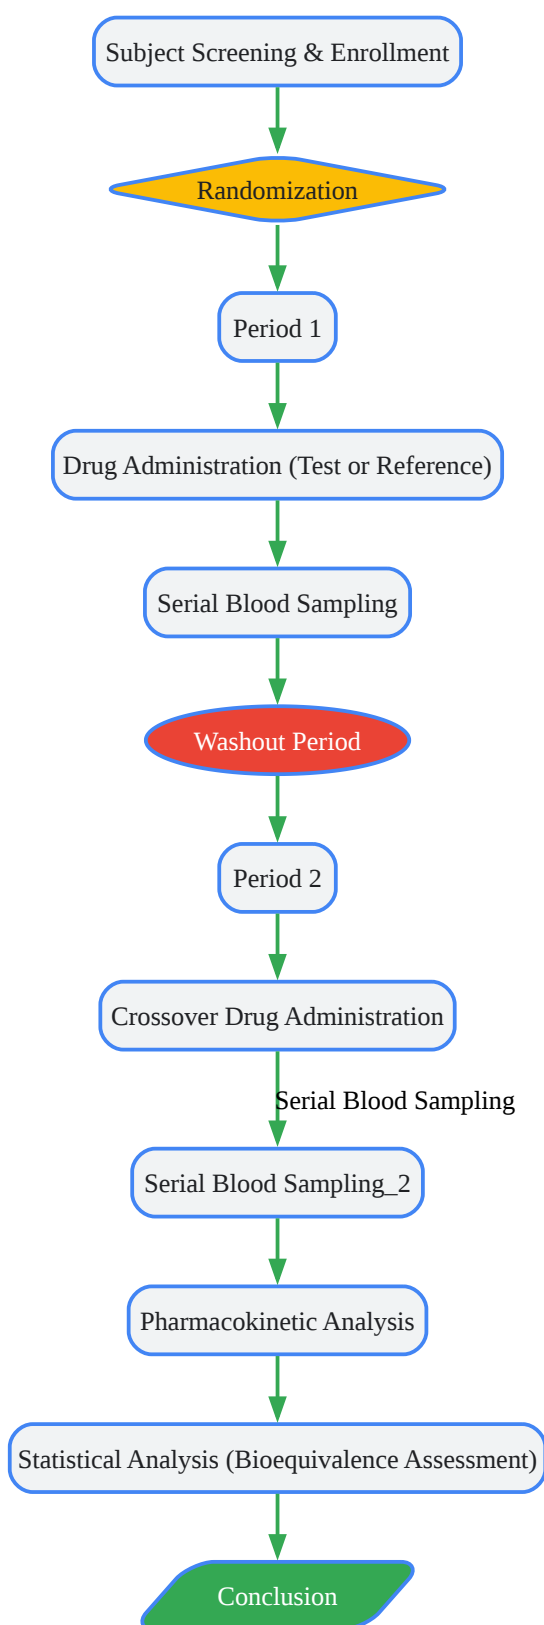 Subject Screening & Enrollment
Randomization
Period 1
Drug Administration (Test or Reference)
Serial Blood Sampling
Washout Period
Period 2
Crossover Drug Administration
Serial Blood Sampling
Serial Blood Sampling_2
Pharmacokinetic Analysis
Statistical Analysis (Bioequivalence Assessment)
Conclusion